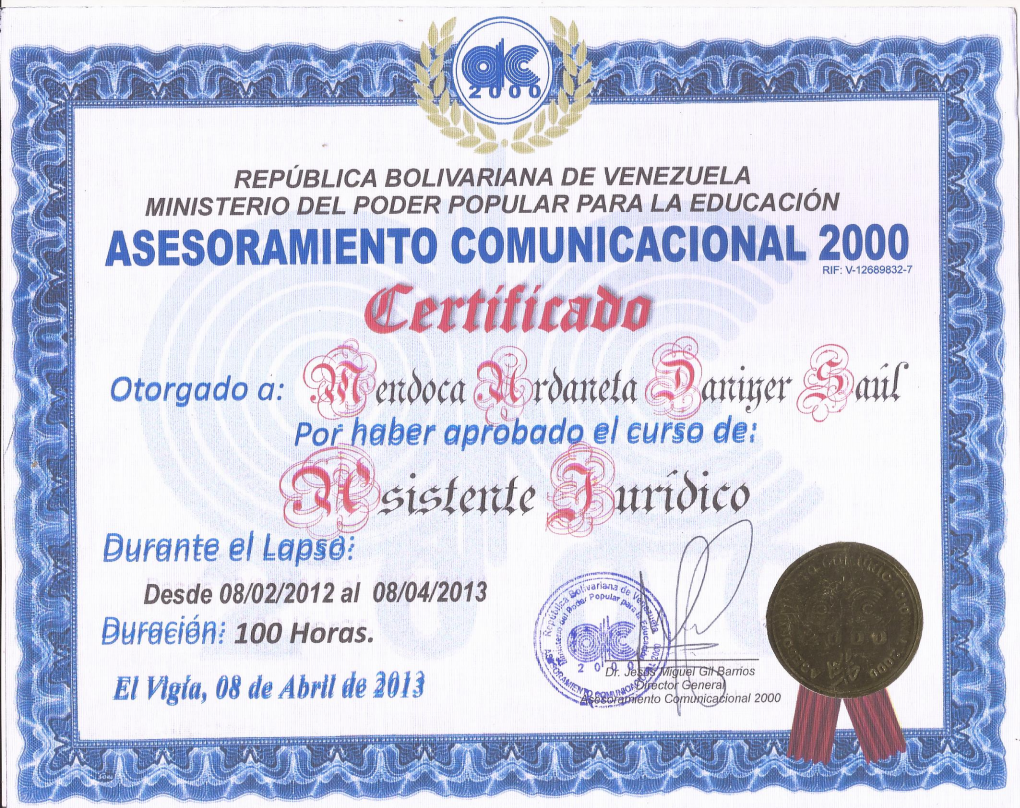 ac
2000
REPÚBLICA BOLIVARIANA DE VENEZUELA
MINISTERIO DEL PODER POPULAR PARA LA EDUCACIÓN
ASESORAMIENTO COMUNICACIONAL 2000
RIF: V-12689832-7
Certificado
Otorgado a: Mendoca Urdaneta Daniyer Saúl
Por haber aprobado el curso de:
Asistente Jurídico
Durante el Lapso:
Desde 08/02/2012 al 08/04/2013
Duración: 100 Horas.
El Vigía, 08 de Abril de 2013
República Bolivariana de Venezuela
Ministerio del Poder Popular para la Educación
ac
2000
ASESORAMIENTO COMUNICACIONAL 2000
Dr. Jesús Miguel Gil Barrios
Director General
Asesoramiento Comunicacional 2000